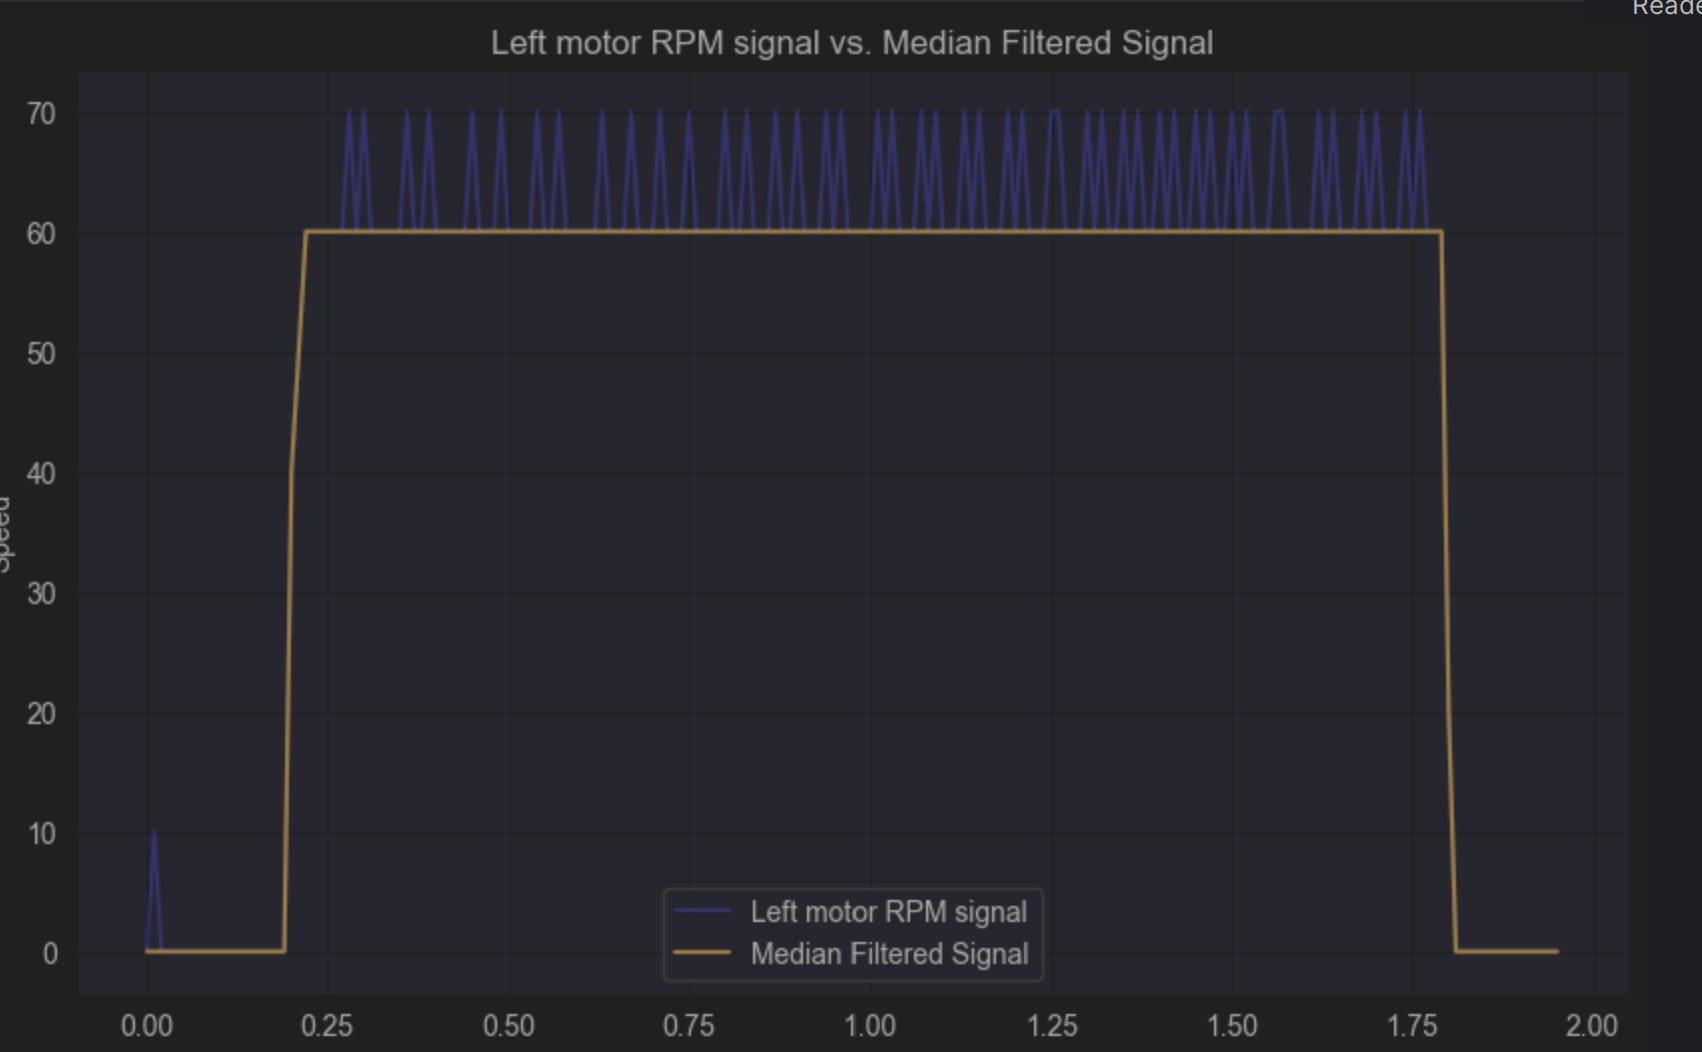 Left motor RPM signal vs. Median Filtered Signal
70
60
50
40
30
20
10
0
Speed
Left motor RPM signal
Median Filtered Signal
0.00 0.25 0.50 0.75 1.00 1.25 1.50 1.75 2.00